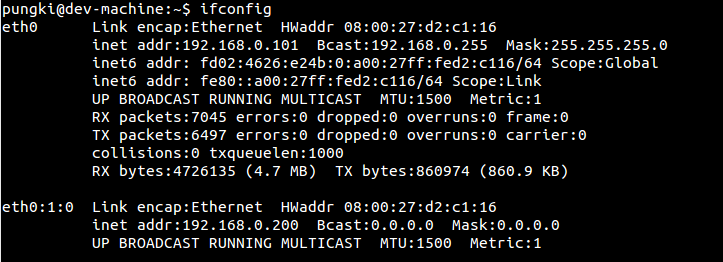 pungki@dev-machine:~$ ifconfig
eth0      Link encap:Ethernet  HWaddr 08:00:27:d2:c1:16
          inet addr:192.168.0.101  Bcast:192.168.0.255  Mask:255.255.255.0
          inet6 addr: fd02:4626:e24b:0:a00:27ff:fed2:c116/64 Scope:Global
          inet6 addr: fe80::a00:27ff:fed2:c116/64 Scope:Link
          UP BROADCAST RUNNING MULTICAST  MTU:1500  Metric:1
          RX packets:7045 errors:0 dropped:0 overruns:0 frame:0
          TX packets:6497 errors:0 dropped:0 overruns:0 carrier:0
          collisions:0 txqueuelen:1000
          RX bytes:4726135 (4.7 MB)  TX bytes:860974 (860.9 KB)

eth0:1:0  Link encap:Ethernet  HWaddr 08:00:27:d2:c1:16
          inet addr:192.168.0.200  Bcast:0.0.0.0  Mask:0.0.0.0
          UP BROADCAST RUNNING MULTICAST  MTU:1500  Metric:1